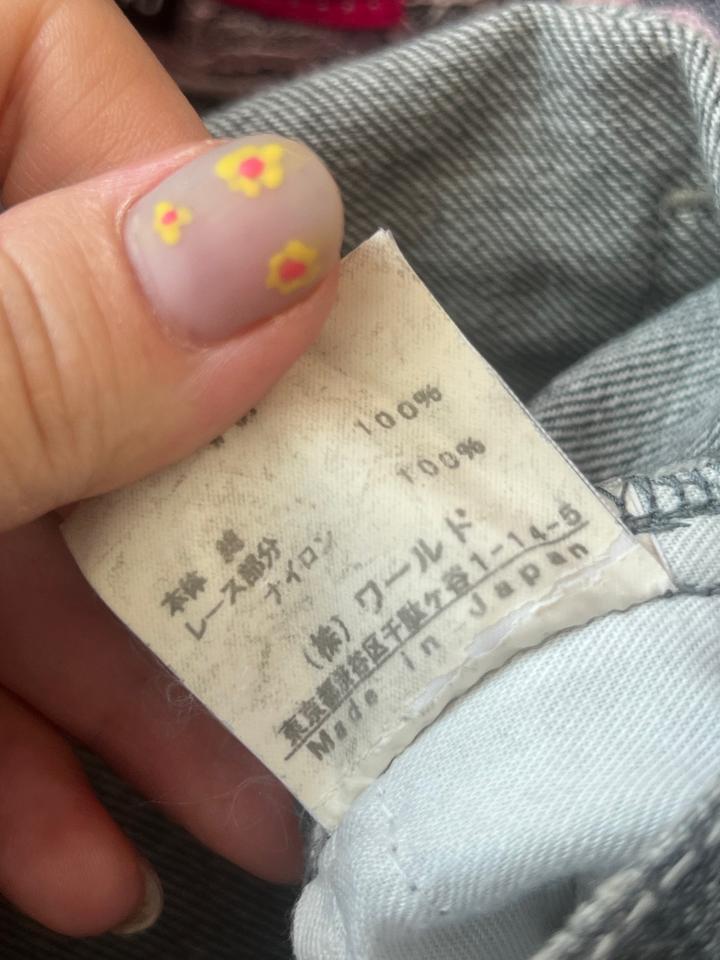 本体 綿 100%
レース部分
ナイロン 100%
(株) ワールド
東京都渋谷区千駄ケ谷1-14-5
Made in Japan